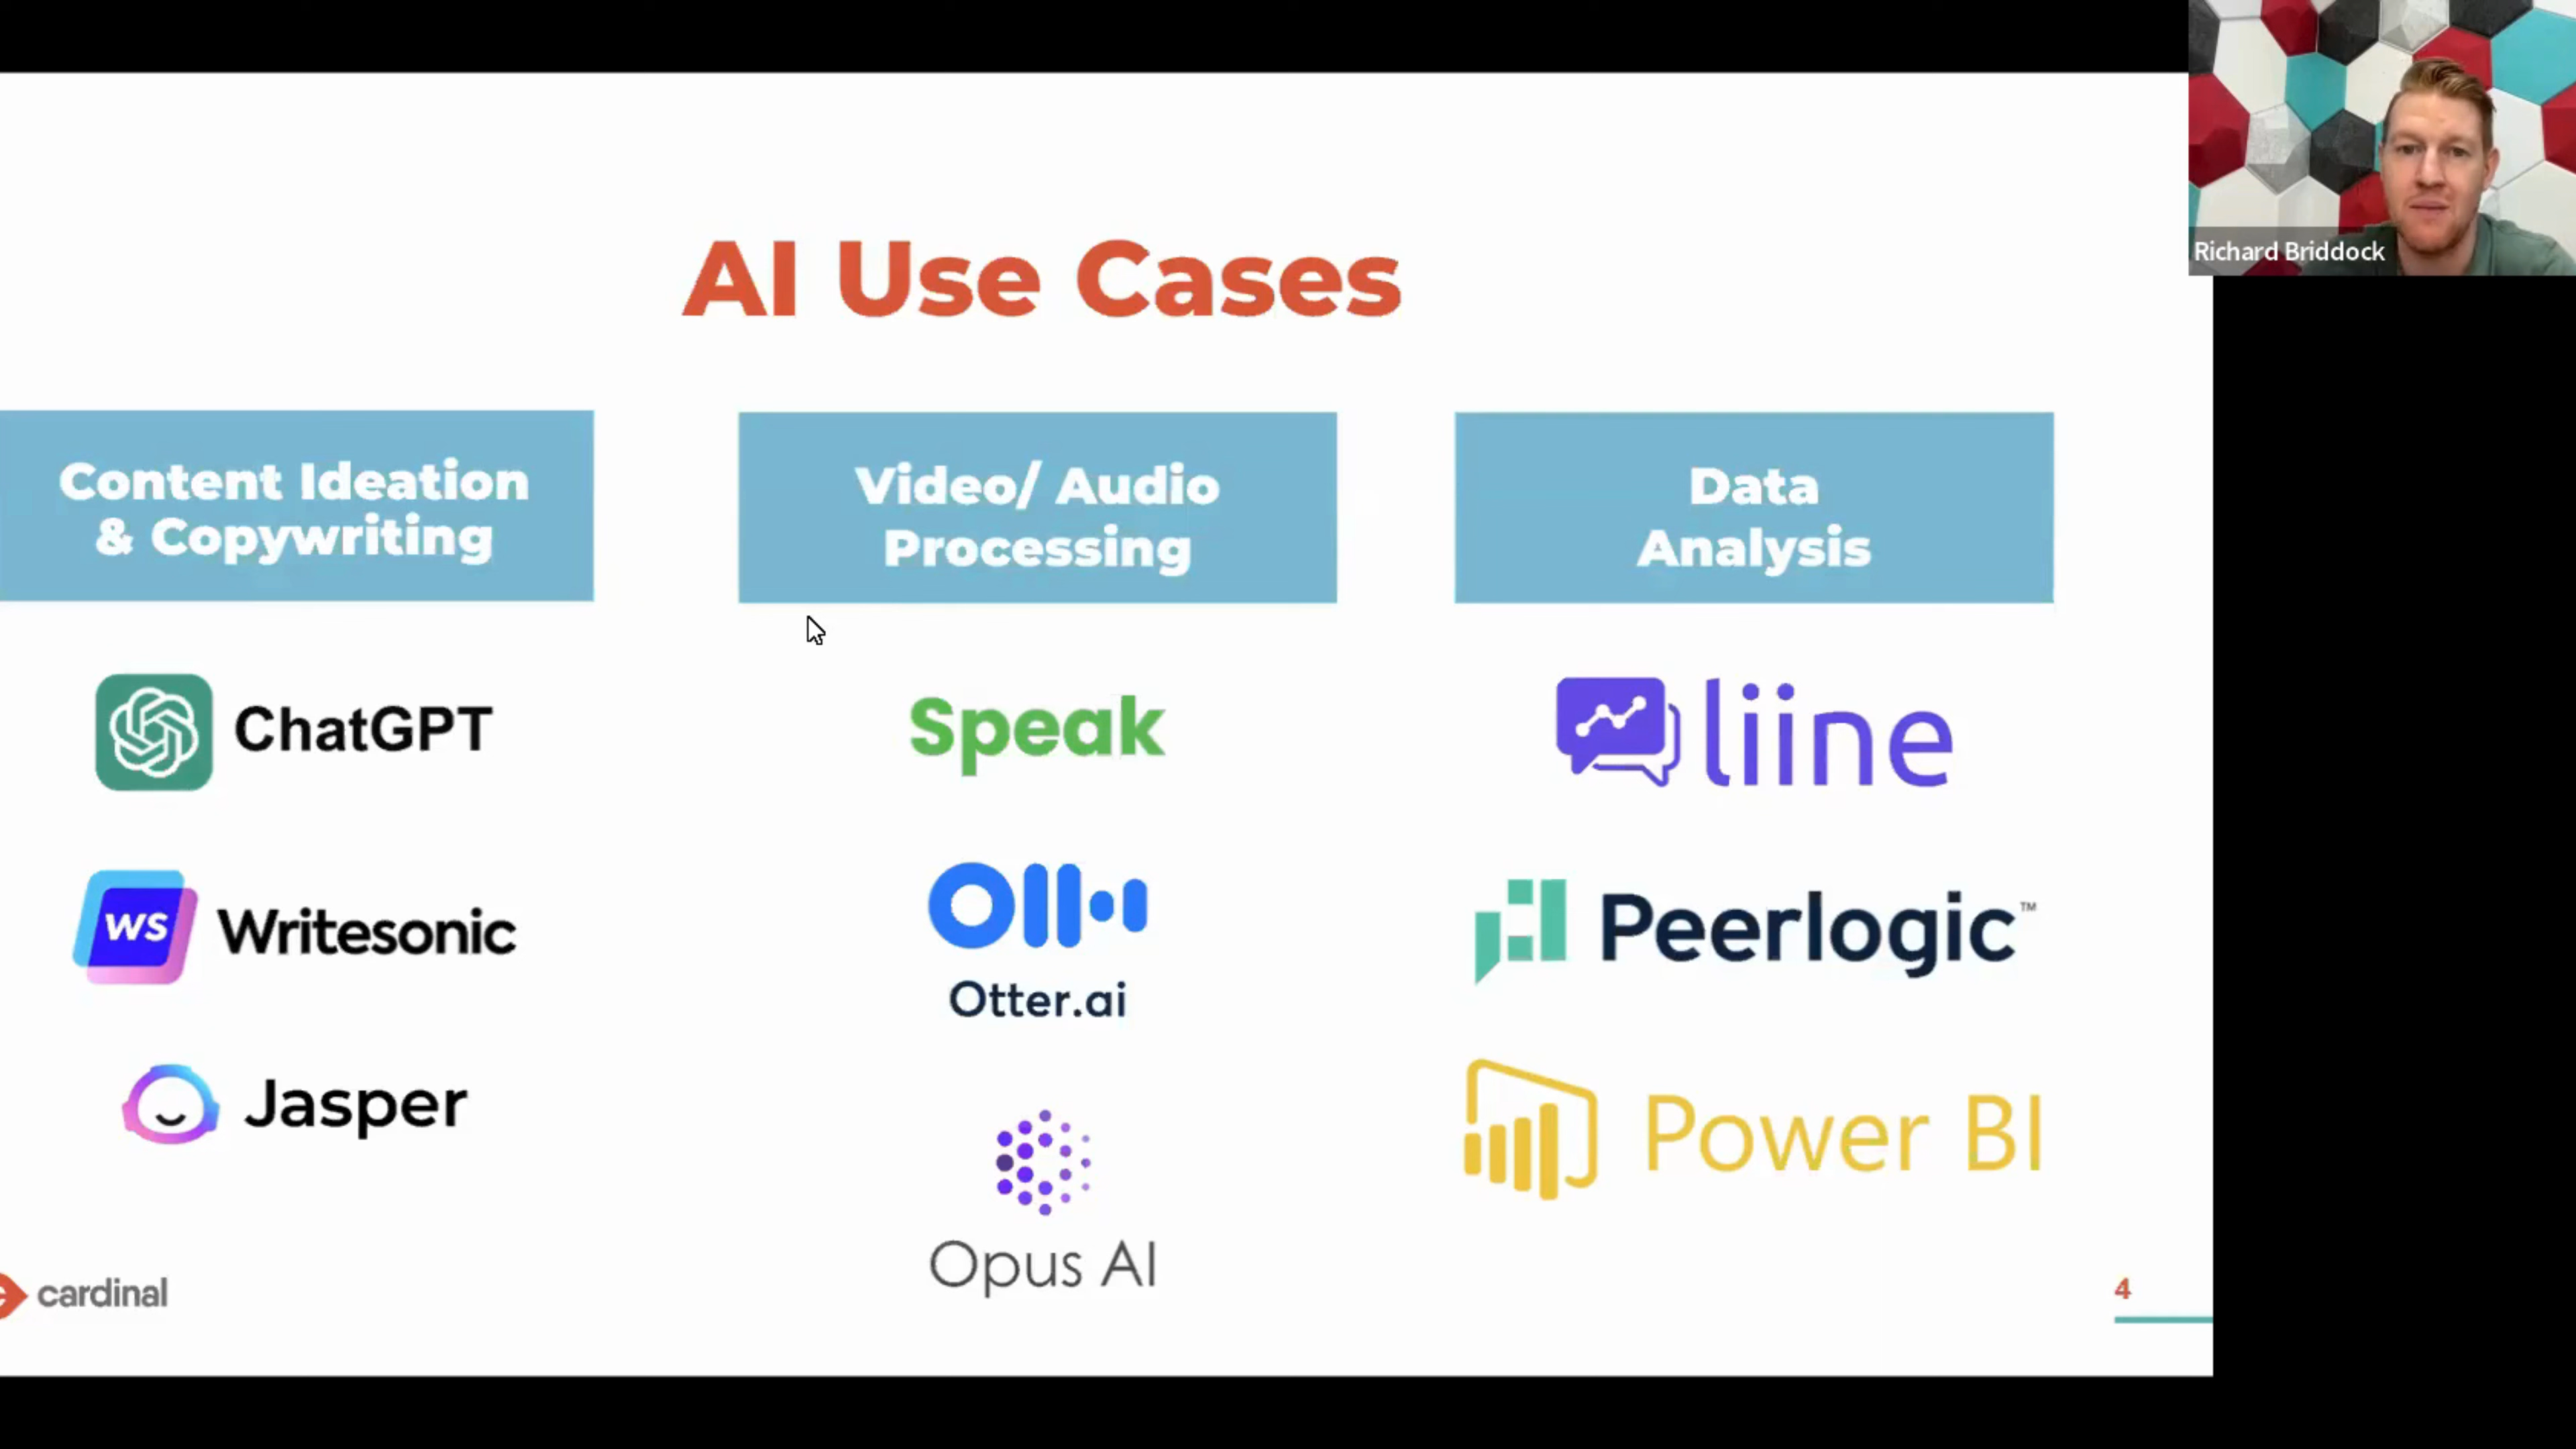 Richard Briddock
AI Use Cases
Content Ideation
& Copywriting
ChatGPT
WS
Writesonic
Jasper
Video/ Audio
Processing
Speak
Otter.ai
Opus AI
Data
Analysis
liine
Peerlogic™
Power BI
cardinal
4